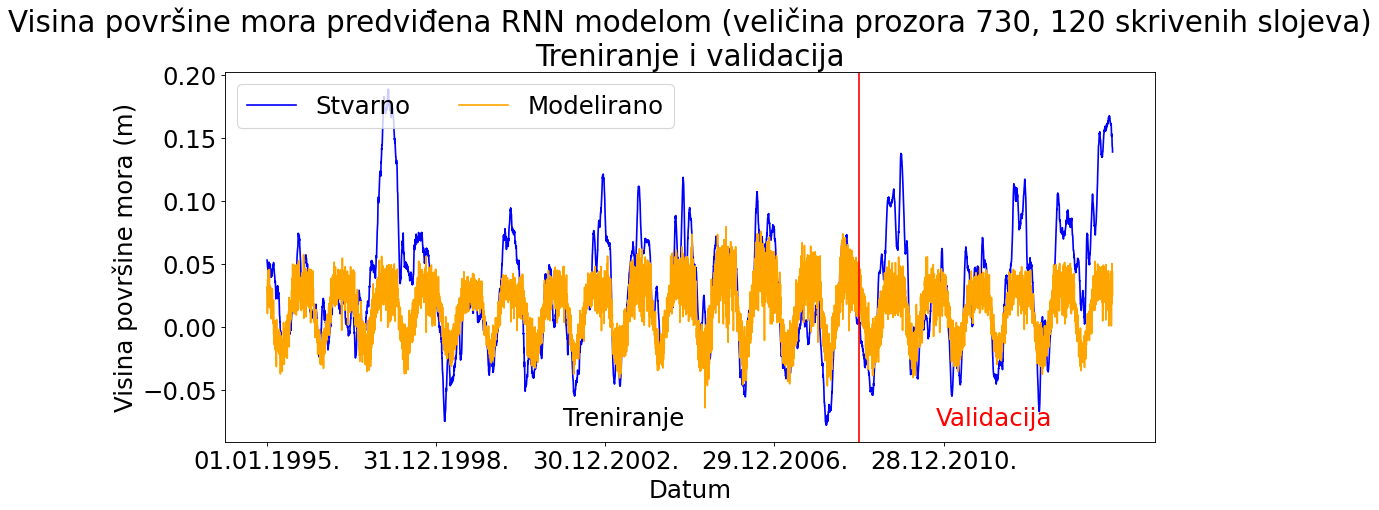 Visina površine mora predviđena RNN modelom (veličina prozora 730, 120 skrivenih slojeva)
Treniranje i validacija
Stvarno
Modelirano
Visina površine mora (m)
0.20
0.15
0.10
0.05
0.00
−0.05
Treniranje
Validacija
01.01.1995.
31.12.1998.
30.12.2002.
29.12.2006.
28.12.2010.
Datum